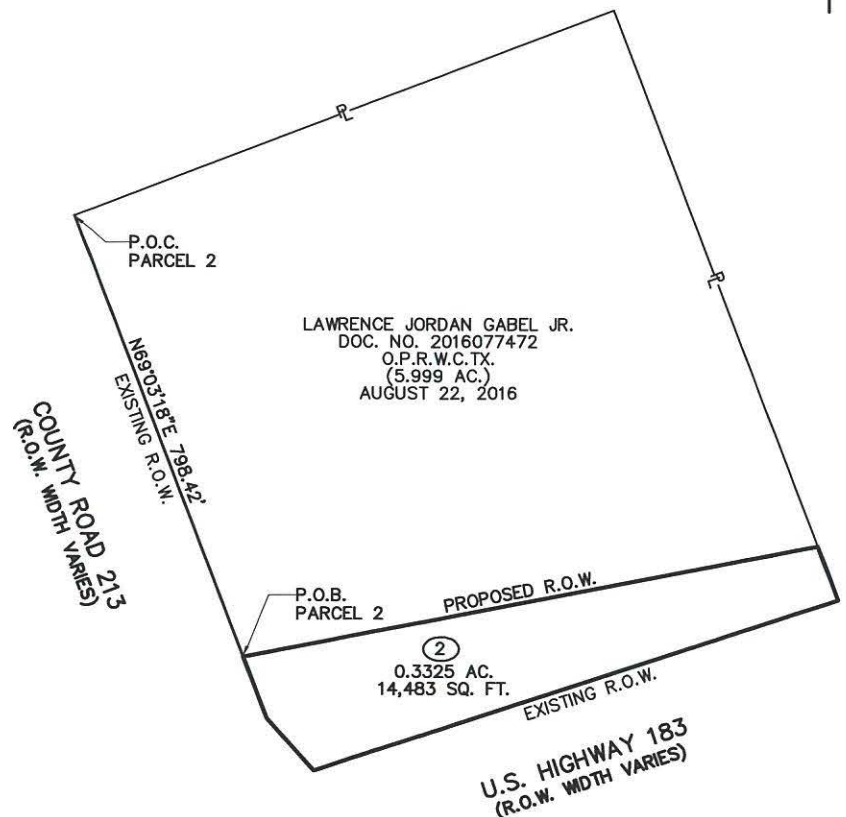 PL
P.O.C.
PARCEL 2
PL
LAWRENCE JORDAN GABEL JR.
DOC. NO. 2016077472
O.P.R.W.C.TX.
(5.999 AC.)
AUGUST 22, 2016
N69°03'18"E 798.42'
EXISTING R.O.W.
COUNTY ROAD 213
(R.O.W. WIDTH VARIES)
P.O.B.
PARCEL 2
PROPOSED R.O.W.
2
0.3325 AC.
14,483 SQ. FT.
EXISTING R.O.W.
U.S. HIGHWAY 183
(R.O.W. WIDTH VARIES)